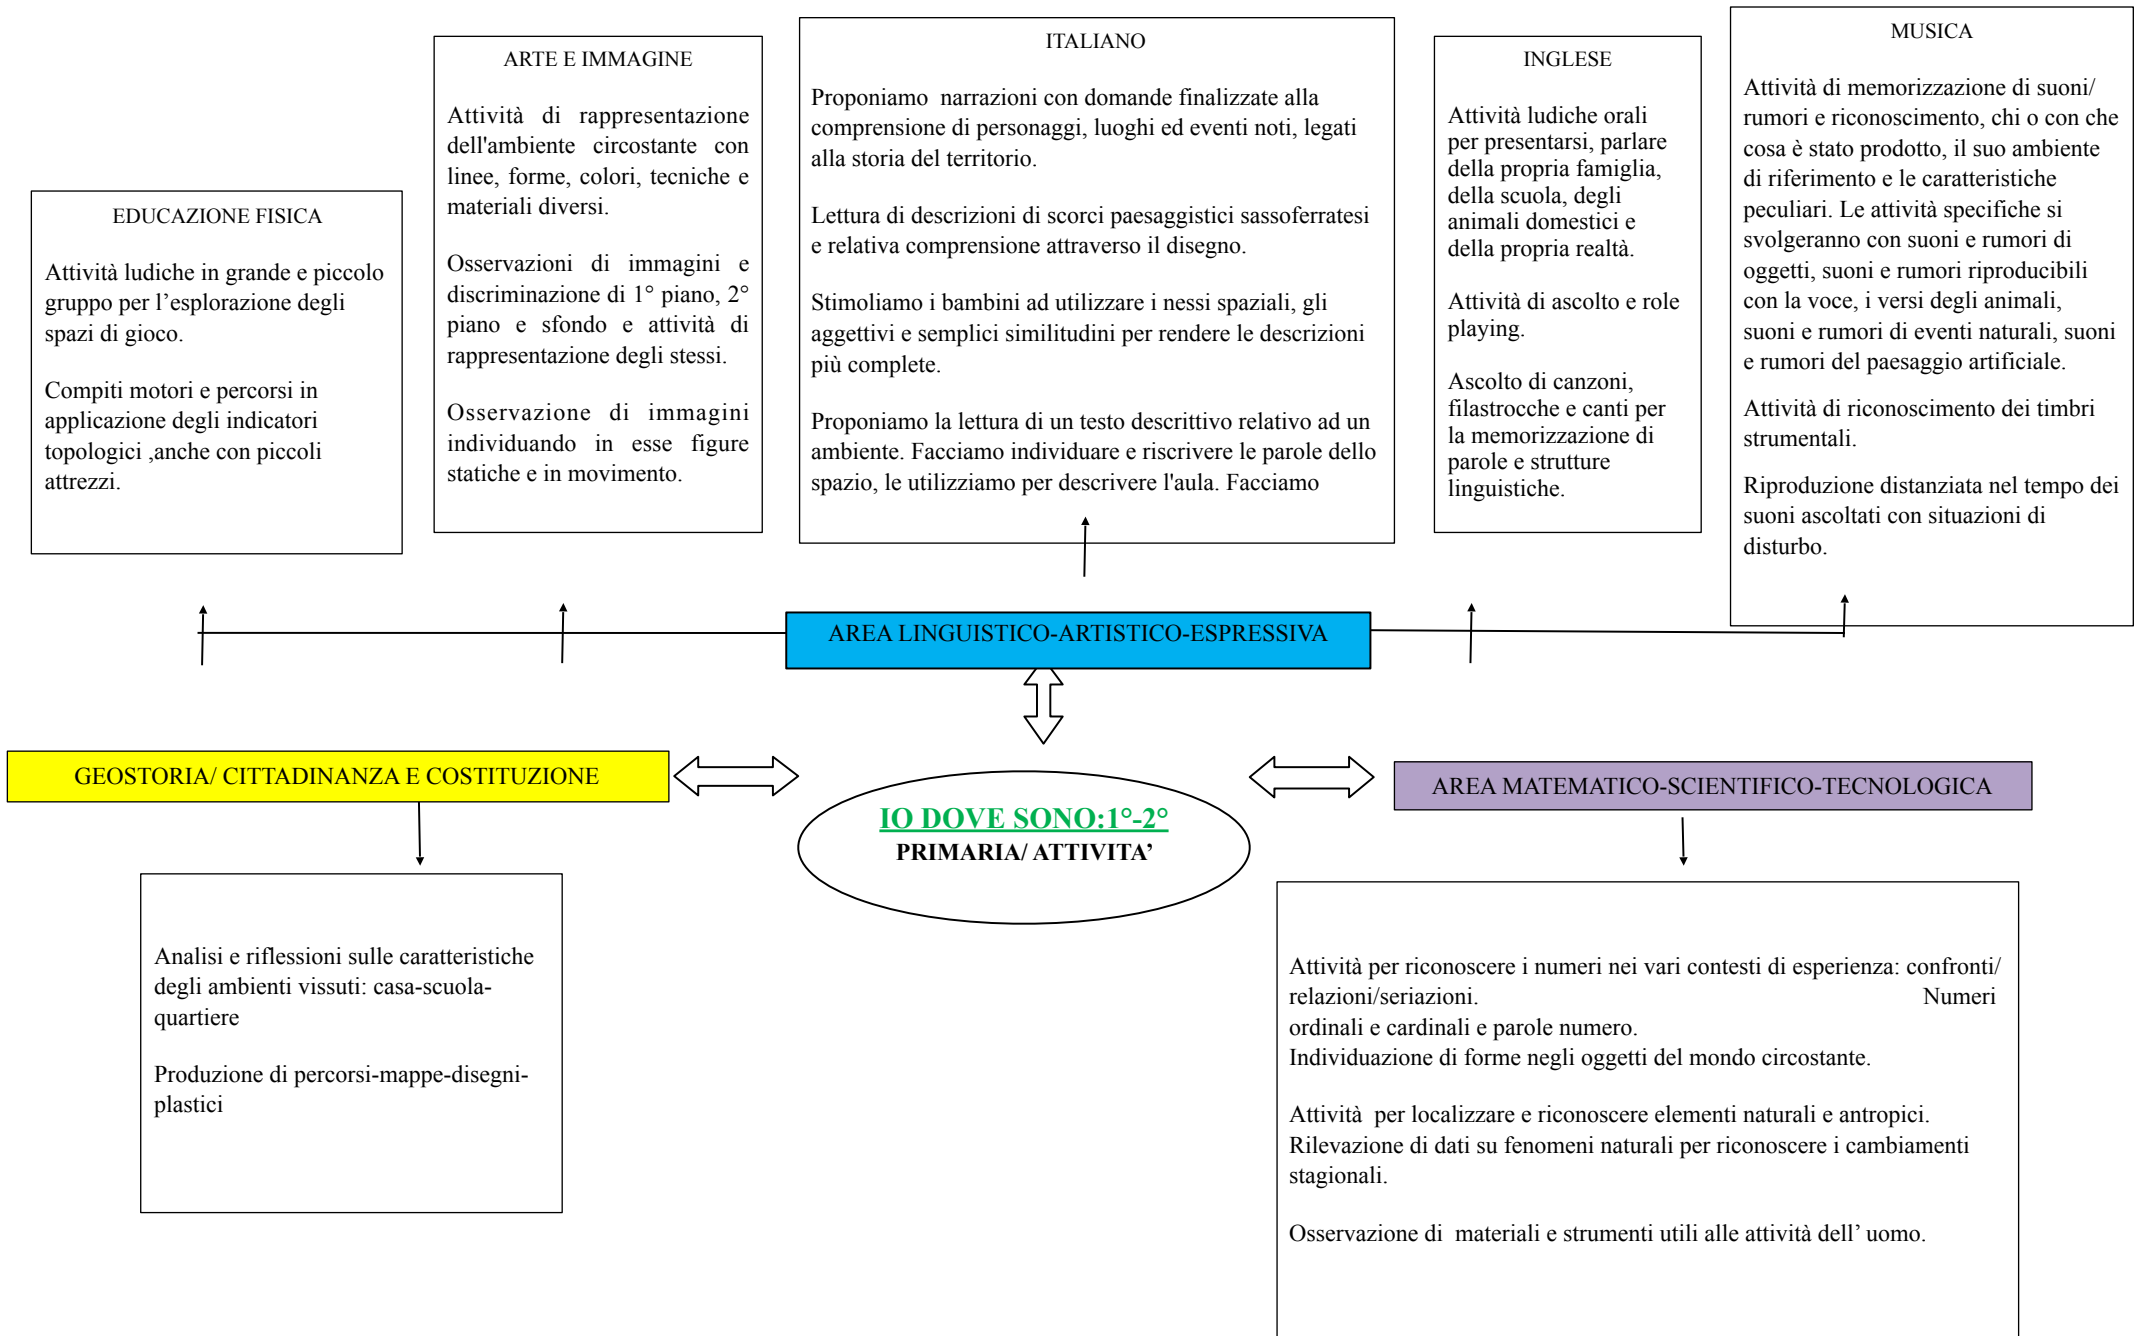 EDUCAZIONE FISICA
Attività ludiche in grande e piccolo
gruppo per l’esplorazione degli
spazi di gioco.
Compiti motori e percorsi in
applicazione degli indicatori
topologici ,anche con piccoli
attrezzi.
ARTE E IMMAGINE
Attività di rappresentazione
dell'ambiente circostante con
linee, forme, colori, tecniche e
materiali diversi.
Osservazioni di immagini e
discriminazione di 1° piano, 2°
piano e sfondo e attività di
rappresentazione degli stessi.
Osservazione di immagini
individuando in esse figure
statiche e in movimento.
ITALIANO
Proponiamo narrazioni con domande finalizzate alla
comprensione di personaggi, luoghi ed eventi noti, legati
alla storia del territorio.
Lettura di descrizioni di scorci paesaggistici sassoferratesi
e relativa comprensione attraverso il disegno.
Stimoliamo i bambini ad utilizzare i nessi spaziali, gli
aggettivi e semplici similitudini per rendere le descrizioni
più complete.
Proponiamo la lettura di un testo descrittivo relativo ad un
ambiente. Facciamo individuare e riscrivere le parole dello
spazio, le utilizziamo per descrivere l'aula. Facciamo
INGLESE
Attività ludiche orali
per presentarsi, parlare
della propria famiglia,
della scuola, degli
animali domestici e
della propria realtà.
Attività di ascolto e role
playing.
Ascolto di canzoni,
filastrocche e canti per
la memorizzazione di
parole e strutture
linguistiche.
MUSICA
Attività di memorizzazione di suoni/
rumori e riconoscimento, chi o con che
cosa è stato prodotto, il suo ambiente
di riferimento e le caratteristiche
peculiari. Le attività specifiche si
svolgeranno con suoni e rumori di
oggetti, suoni e rumori riproducibili
con la voce, i versi degli animali,
suoni e rumori di eventi naturali, suoni
e rumori del paesaggio artificiale.
Attività di riconoscimento dei timbri
strumentali.
Riproduzione distanziata nel tempo dei
suoni ascoltati con situazioni di
disturbo.
AREA LINGUISTICO-ARTISTICO-ESPRESSIVA
GEOSTORIA/ CITTADINANZA E COSTITUZIONE
IO DOVE SONO:1°-2°
PRIMARIA/ ATTIVITA’
AREA MATEMATICO-SCIENTIFICO-TECNOLOGICA
Analisi e riflessioni sulle caratteristiche
degli ambienti vissuti: casa-scuola-
quartiere
Produzione di percorsi-mappe-disegni-
plastici
Attività per riconoscere i numeri nei vari contesti di esperienza: confronti/
relazioni/seriazioni. Numeri
ordinali e cardinali e parole numero.
Individuazione di forme negli oggetti del mondo circostante.
Attività per localizzare e riconoscere elementi naturali e antropici.
Rilevazione di dati su fenomeni naturali per riconoscere i cambiamenti
stagionali.
Osservazione di materiali e strumenti utili alle attività dell’ uomo.